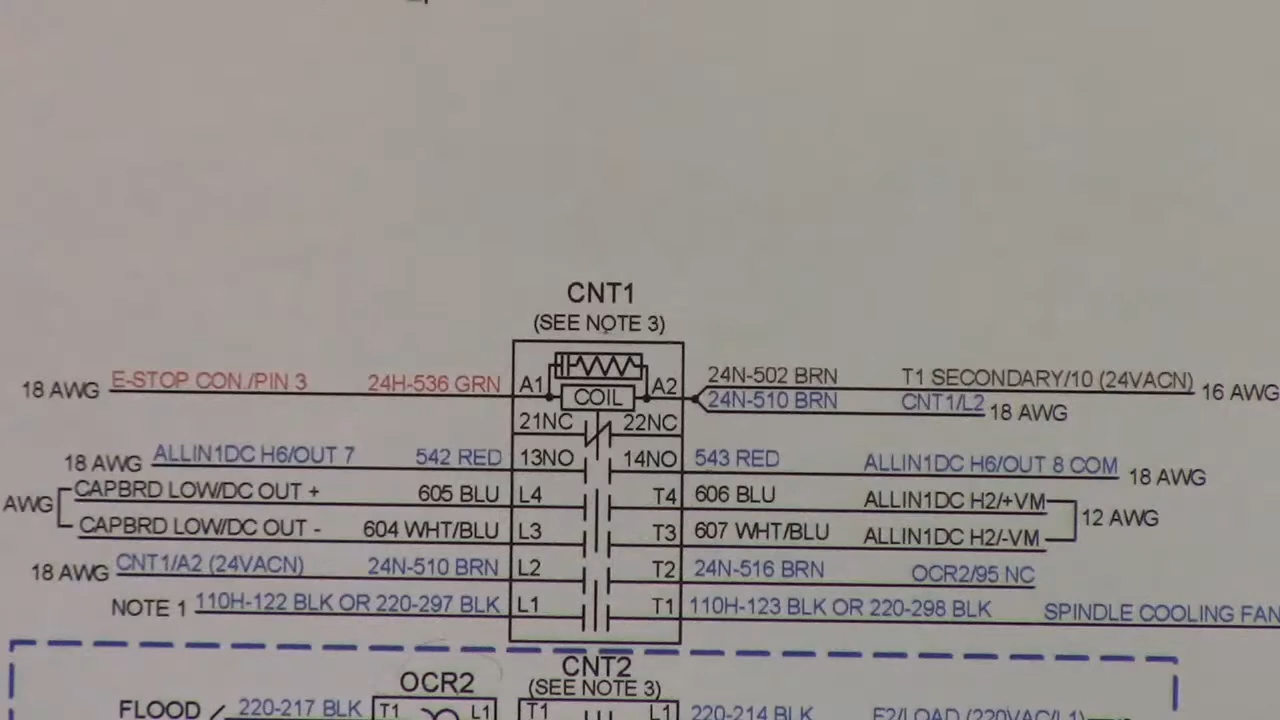 CNT1
(SEE NOTE 3)
18 AWG E-STOP CON./PIN 3 24H-536 GRN A1 COIL A2 24N-502 BRN T1 SECONDARY/10 (24VACN) 16 AWG
24N-510 BRN CNT1/L2 18 AWG
21NC 22NC
18 AWG ALLIN1DC H6/OUT 7 542 RED 13NO 14NO 543 RED ALLIN1DC H6/OUT 8 COM 18 AWG
CAPBRD LOW/DC OUT + 605 BLU L4 T4 606 BLU ALLIN1DC H2/+VM
AWG 12 AWG
CAPBRD LOW/DC OUT - 604 WHT/BLU L3 T3 607 WHT/BLU ALLIN1DC H2/-VM
18 AWG CNT1/A2 (24VACN) 24N-510 BRN L2 T2 24N-516 BRN OCR2/95 NC
NOTE 1 110H-122 BLK OR 220-297 BLK L1 T1 110H-123 BLK OR 220-298 BLK SPINDLE COOLING FAN
OCR2 CNT2
(SEE NOTE 3)
FLOOD 220-217 BLK T1 L1 T1 L1 220-214 BLK F2/LOAD (220VAC/L1)